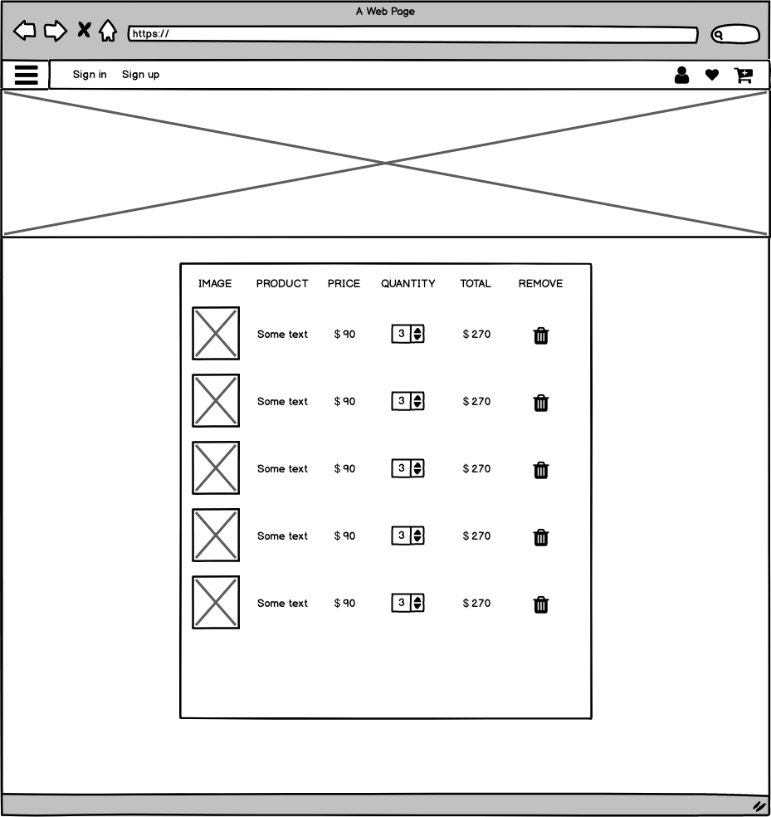 A Web Page
https://
Sign in Sign up
IMAGE PRODUCT PRICE QUANTITY TOTAL REMOVE
Some text $ 90 3 $ 270
Some text $ 90 3 $ 270
Some text $ 90 3 $ 270
Some text $ 90 3 $ 270
Some text $ 90 3 $ 270